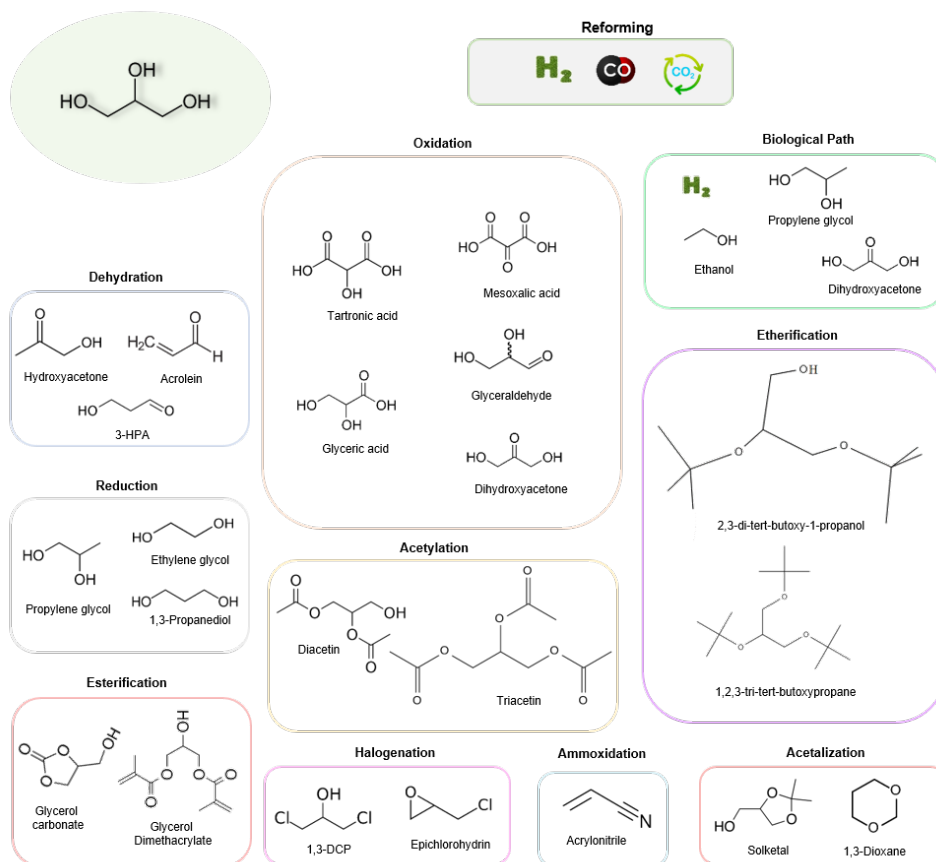 OH
HO
OH
Reforming
H₂
CO
CO₂
Oxidation
O
O
HO
OH
OH
Tartronic acid
O
O
HO
OH
O
Mesoxalic acid
O
HO
OH
OH
Glyceric acid
OH
HO
O
Glyceraldehyde
O
HO
OH
Dihydroxyacetone
Biological Path
H₂
HO
OH
Propylene glycol
OH
Ethanol
O
HO
OH
Dihydroxyacetone
Dehydration
O
OH
Hydroxyacetone
H₂C
O
H
Acrolein
HO
O
3-HPA
Etherification
OH
O
O
2,3-di-tert-butoxy-1-propanol
O
O
O
1,2,3-tri-tert-butoxypropane
Reduction
HO
OH
Propylene glycol
HO
OH
Ethylene glycol
HO
OH
1,3-Propanediol
Acetylation
O
O
OH
O
O
Diacetin
O
O
O
O
O
O
Triacetin
Esterification
O
O
O
OH
Glycerol
carbonate
OH
O
O
O
O
Glycerol
Dimethacrylate
Halogenation
OH
Cl
Cl
1,3-DCP
O
Cl
Epichlorohydrin
Ammoxidation
N
Acrylonitrile
Acetalization
O
O
HO
Solketal
O
O
1,3-Dioxane